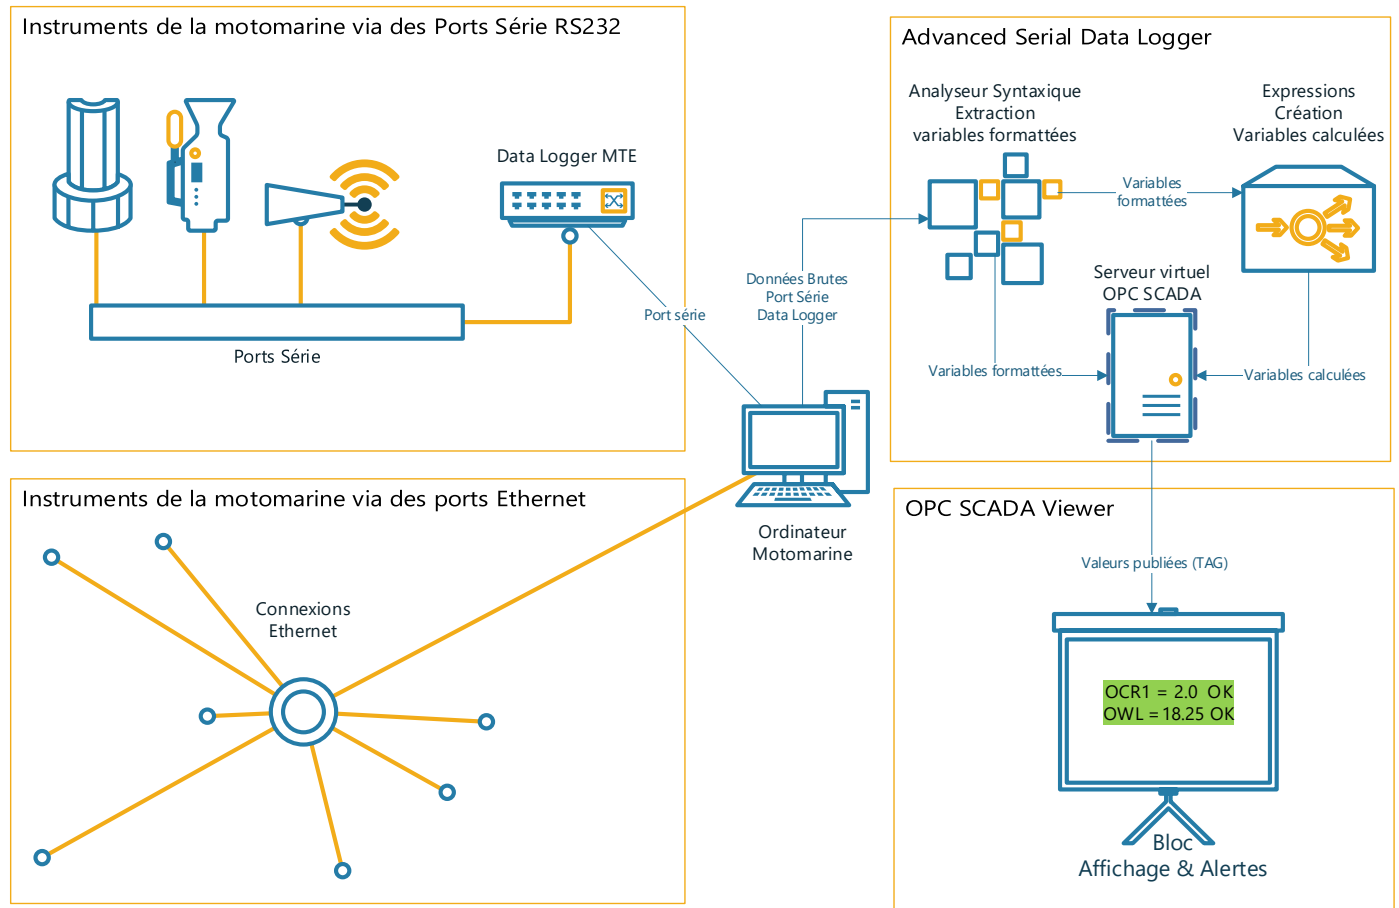 Instruments de la motomarine via des Ports Série RS232
Data Logger MTE
Ports Série
Port série
Instruments de la motomarine via des ports Ethernet
Connexions
Ethernet
Ordinateur
Motomarine
Données Brutes
Port Série
Data Logger
Advanced Serial Data Logger
Analyseur Syntaxique
Extraction
variables formattées
Expressions
Création
Variables calculées
Variables
formattées
Serveur virtuel
OPC SCADA
Variables formattées
Variables calculées
OPC SCADA Viewer
Valeurs publiées (TAG)
OCR1 = 2.0 OK
OWL = 18.25 OK
Bloc
Affichage & Alertes